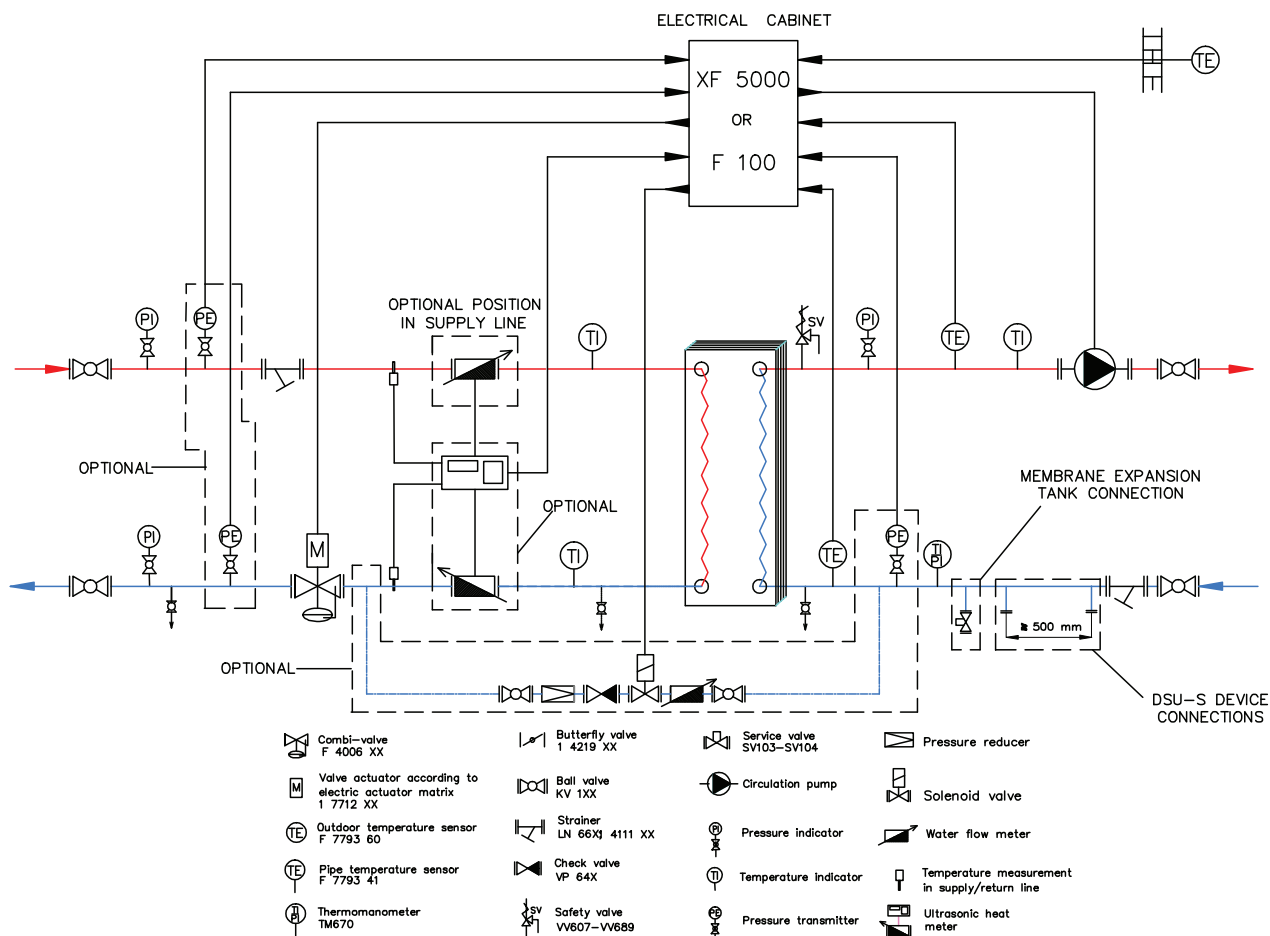 ELECTRICAL CABINET
XF 5000
OR
F 100
TE
OPTIONAL POSITION
IN SUPPLY LINE
PI
PE
TI
SV
PI
TE
TI
OPTIONAL
MEMBRANE EXPANSION
TANK CONNECTION
OPTIONAL
PI
PE
M
TI
TE
PE
TI
PI
≥ 500 mm
OPTIONAL
DSU-S DEVICE
CONNECTIONS
Combi-valve
F 4006 XX
M
Valve actuator according to
electric actuator matrix
1 7712 XX
TE
Outdoor temperature sensor
F 7793 60
TE
Pipe temperature sensor
F 7793 41
TI
PI
Thermomanometer
TM670
Butterfly valve
1 4219 XX
Ball valve
KV 1XX
Strainer
LN 66X; 1 4111 XX
Check valve
VP 64X
SV
Safety valve
VV607-VV689
Service valve
SV103-SV104
Circulation pump
PI
Pressure indicator
TI
Temperature indicator
PE
Pressure transmitter
Pressure reducer
Solenoid valve
Water flow meter
Temperature measurement
in supply/return line
Ultrasonic heat
meter